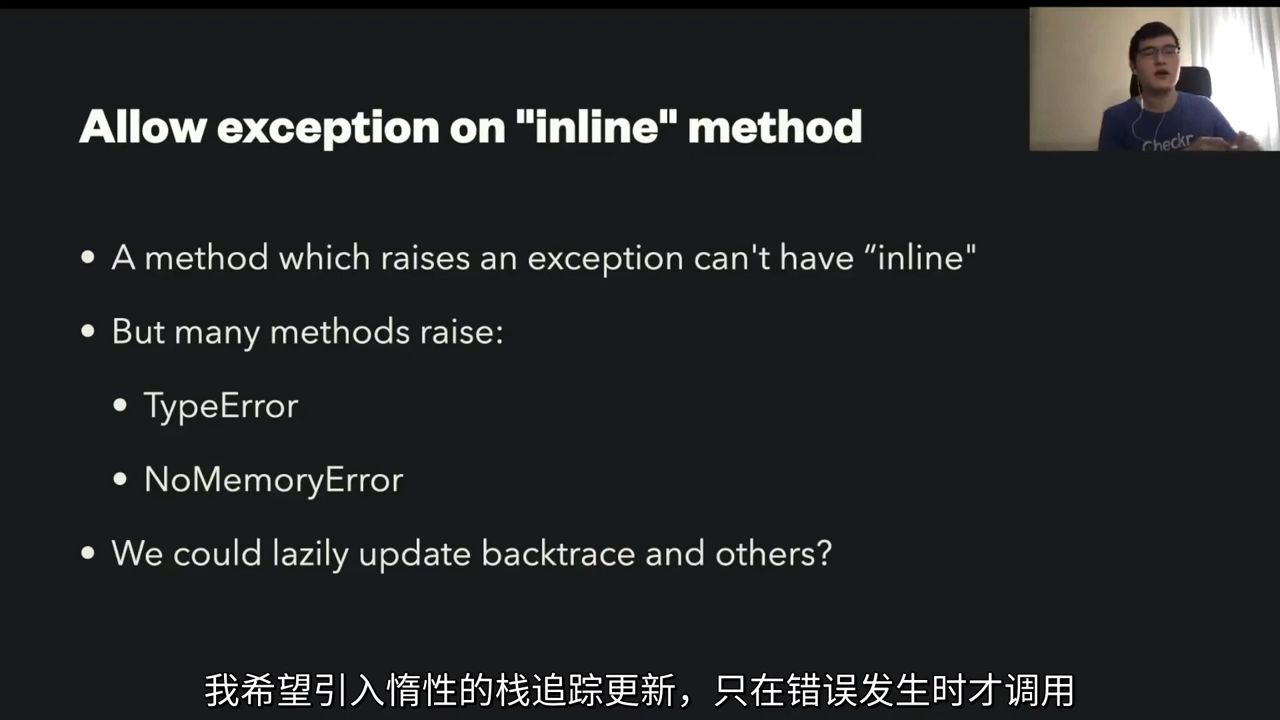 Allow exception on "inline" method
Checkr
• A method which raises an exception can't have “inline"
• But many methods raise:
• TypeError
• NoMemoryError
• We could lazily update backtrace and others?
我希望引入惰性的栈追踪更新，只在错误发生时才调用